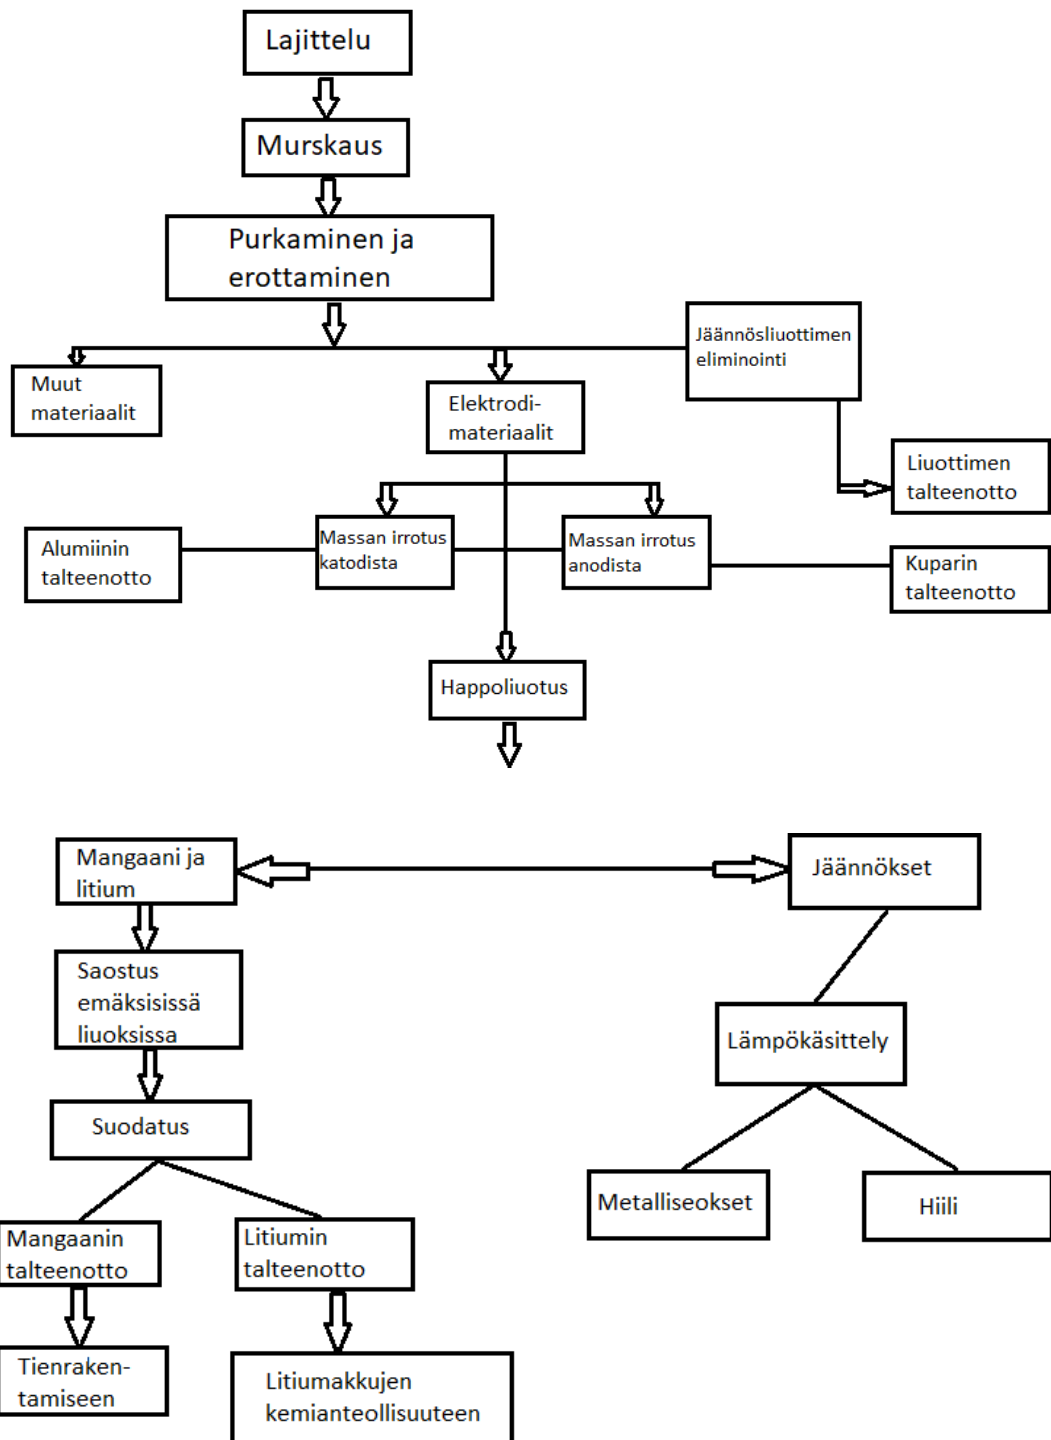 Lajittelu
Murskaus
Purkaminen ja
erottaminen
Jäännösliuottimen
eliminointi
Muut
materiaalit
Elektrodi-
materiaalit
Liuottimen
talteenotto
Alumiinin
talteenotto
Massan irrotus
katodista
Massan irrotus
anodista
Kuparin
talteenotto
Happoliuotus
Mangaani ja
litium
Jäännökset
Saostus
emäksisissä
liuoksissa
Lämpökäsittely
Suodatus
Metalliseokset
Hiili
Mangaanin
talteenotto
Litiumin
talteenotto
Tienraken-
tamiseen
Litiumakkujen
kemianteollisuuteen